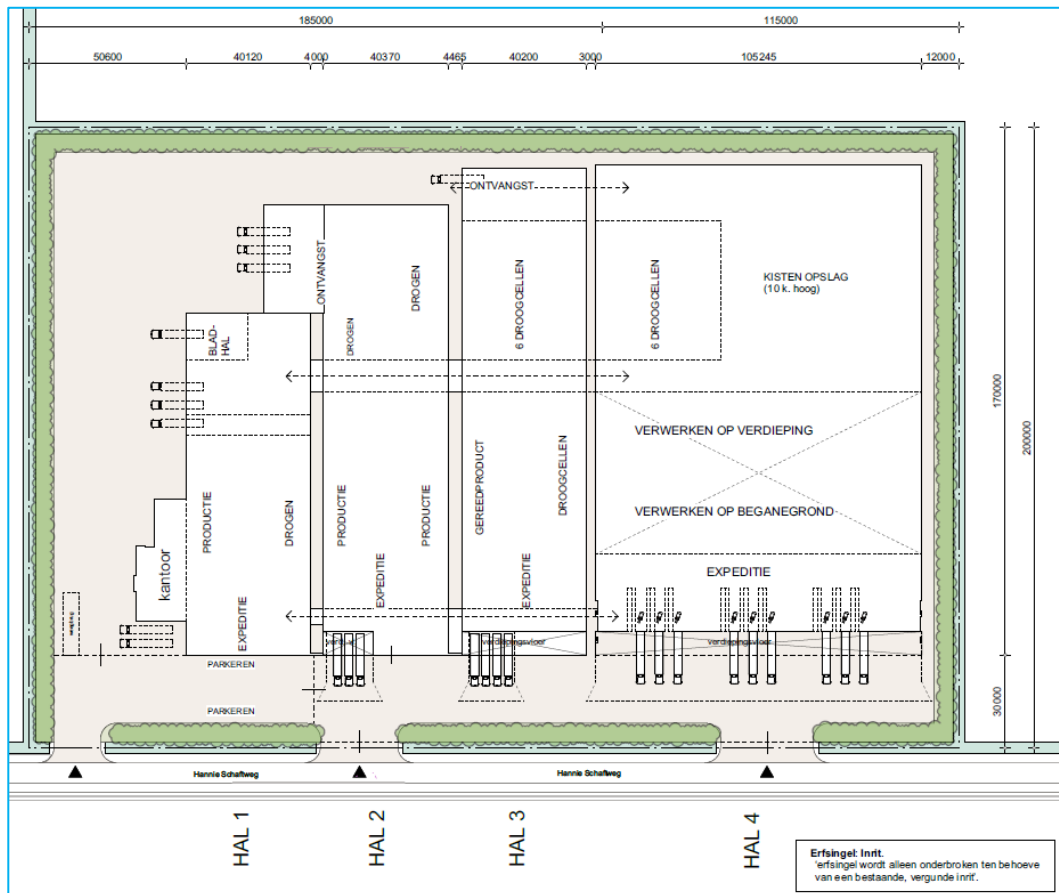 185000
115000
50600
40120
4000
40370
4465
40200
3000
105245
12000
ONTVANGST
ONTVANGST
DROGEN
DROGEN
6 DROOGCELLEN
6 DROOGCELLEN
KISTEN OPSLAG
(10 k. hoog)
BLAD-
HAL
170000
200000
VERWERKEN OP VERDIEPING
VERWERKEN OP BEGANEGROND
PRODUCTIE
DROGEN
PRODUCTIE
PRODUCTIE
GEREEDPRODUCT
DROOGCELLEN
kantoor
EXPEDITIE
EXPEDITIE
EXPEDITIE
EXPEDITIE
verdiepingsvloer
verdiepingsvloer
PARKEREN
PARKEREN
30000
Hannie Schaftweg
Hannie Schaftweg
HAL 1
HAL 2
HAL 3
HAL 4
Erfsingel: Inrit.
'erfsingel wordt alleen onderbroken ten behoeve
van een bestaande, vergunde inrit'.